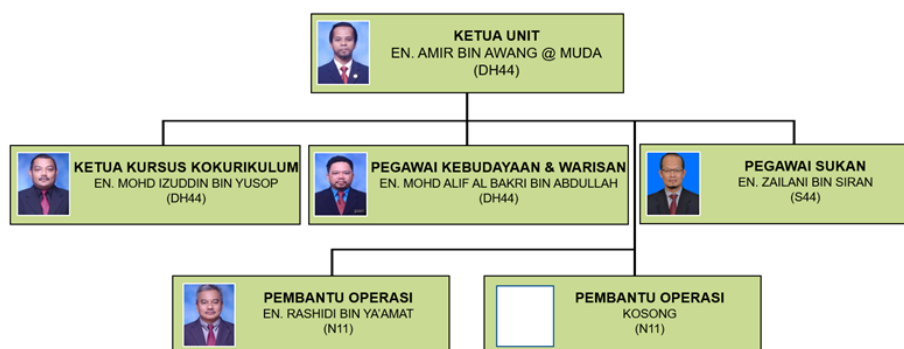 KETUA UNIT
EN. AMIR BIN AWANG @ MUDA
(DH44)
KETUA KURSUS KOKURIKULUM
EN. MOHD IZUDDIN BIN YUSOP
(DH44)
PEGAWAI KEBUDAYAAN & WARISAN
EN. MOHD ALIF AL BAKRI BIN ABDULLAH
(DH44)
PEGAWAI SUKAN
EN. ZAILANI BIN SIRAN
(S44)
PEMBANTU OPERASI
EN. RASHIDI BIN YA'AMAT
(N11)
PEMBANTU OPERASI
KOSONG
(N11)